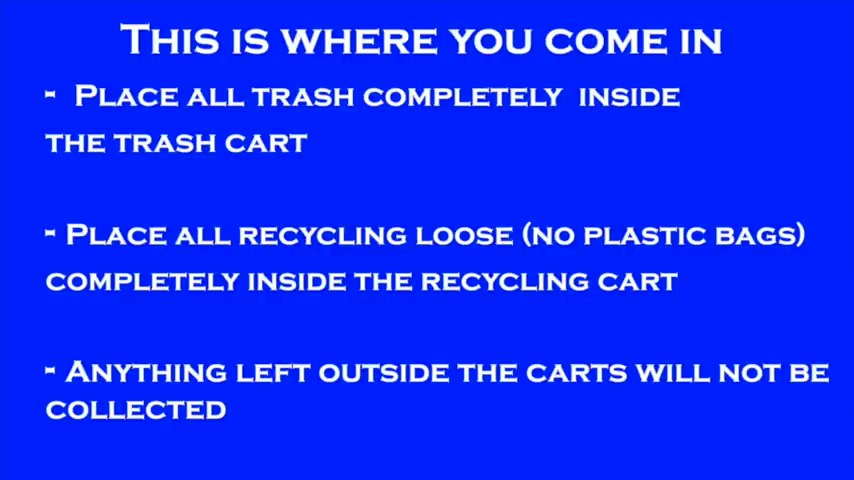 This is where you come in
- Place all trash completely inside
the trash cart
- Place all recycling loose (no plastic bags)
completely inside the recycling cart
- Anything left outside the carts will not be
collected